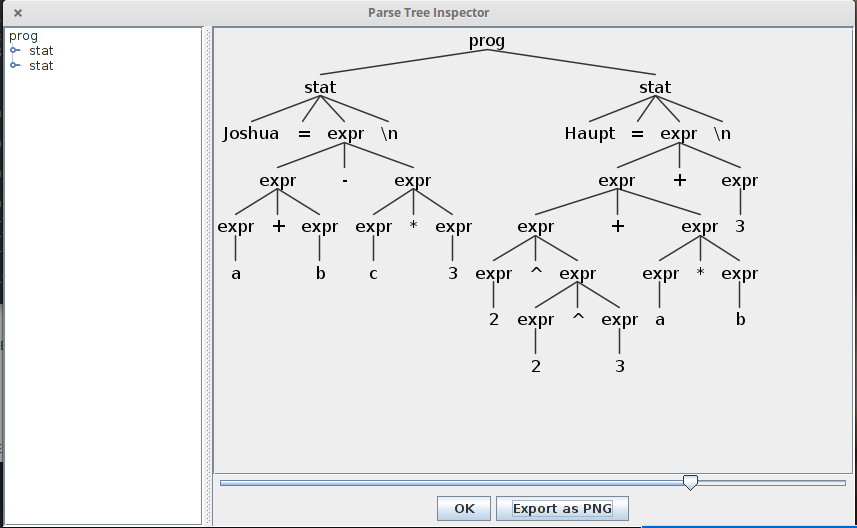 Parse Tree Inspector
prog
stat
stat
prog
stat stat
Joshua = expr \n Haupt = expr \n
expr - expr expr + expr
expr + expr expr * expr expr + expr 3
a b c 3 expr ^ expr expr * expr
2 expr ^ expr a b
2 3
OK Export as PNG